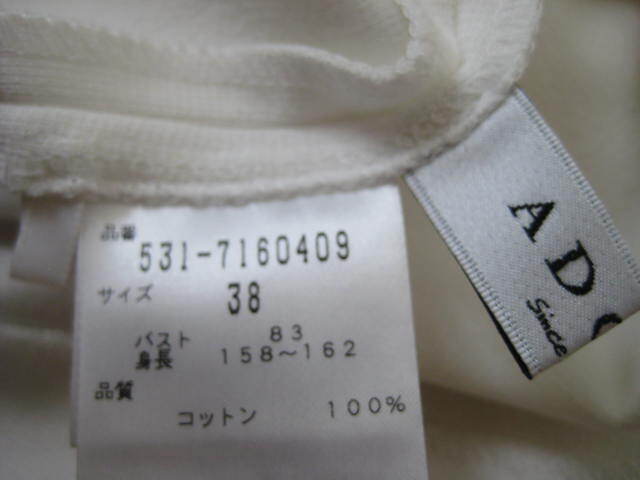 品番
531-7160409
サイズ 38
バスト 83
身長 158～162
品質
コットン 100%
AD
Since